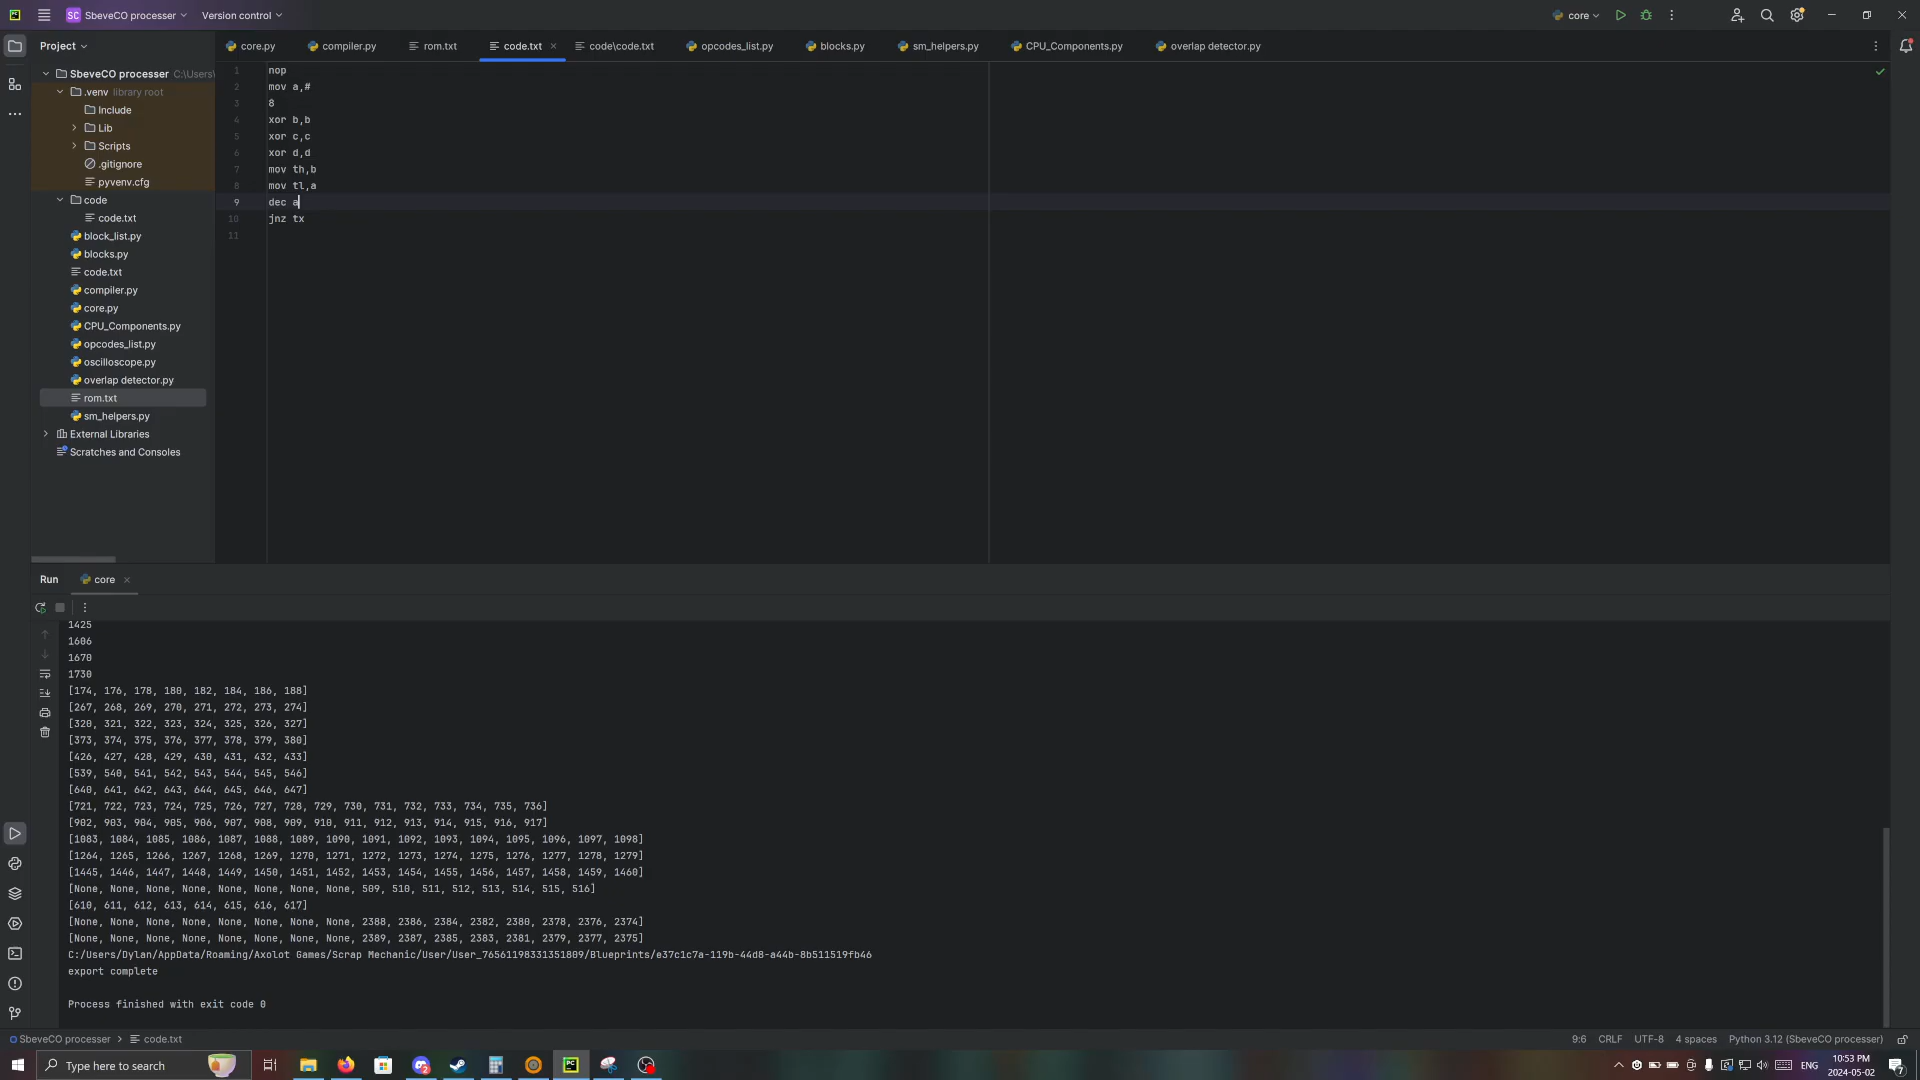 SC SbeveCO processer Version control core
Project
core.py compiler.py rom.txt code.txt code\code.txt opcodes_list.py blocks.py sm_helpers.py CPU_Components.py overlap detector.py
SbeveCO processer C:\Users\
.venv library root
Include
Lib
Scripts
.gitignore
pyvenv.cfg
code
code.txt
block_list.py
blocks.py
code.txt
compiler.py
core.py
CPU_Components.py
opcodes_list.py
oscilloscope.py
overlap detector.py
rom.txt
sm_helpers.py
External Libraries
Scratches and Consoles
1 nop
2 mov a,#
3 8
4 xor b,b
5 xor c,c
6 xor d,d
7 mov th,b
8 mov tl,a
9 dec a
10 jnz tx
11
Run core
1425
1606
1670
1730
[174, 176, 178, 180, 182, 184, 186, 188]
[267, 268, 269, 270, 271, 272, 273, 274]
[320, 321, 322, 323, 324, 325, 326, 327]
[373, 374, 375, 376, 377, 378, 379, 380]
[426, 427, 428, 429, 430, 431, 432, 433]
[539, 540, 541, 542, 543, 544, 545, 546]
[640, 641, 642, 643, 644, 645, 646, 647]
[721, 722, 723, 724, 725, 726, 727, 728, 729, 730, 731, 732, 733, 734, 735, 736]
[902, 903, 904, 905, 906, 907, 908, 909, 910, 911, 912, 913, 914, 915, 916, 917]
[1083, 1084, 1085, 1086, 1087, 1088, 1089, 1090, 1091, 1092, 1093, 1094, 1095, 1096, 1097, 1098]
[1264, 1265, 1266, 1267, 1268, 1269, 1270, 1271, 1272, 1273, 1274, 1275, 1276, 1277, 1278, 1279]
[1445, 1446, 1447, 1448, 1449, 1450, 1451, 1452, 1453, 1454, 1455, 1456, 1457, 1458, 1459, 1460]
[None, None, None, None, None, None, None, None, 509, 510, 511, 512, 513, 514, 515, 516]
[610, 611, 612, 613, 614, 615, 616, 617]
[None, None, None, None, None, None, None, None, 2388, 2386, 2384, 2382, 2380, 2378, 2376, 2374]
[None, None, None, None, None, None, None, None, 2389, 2387, 2385, 2383, 2381, 2379, 2377, 2375]
C:/Users/Dylan/AppData/Roaming/Axolot Games/Scrap Mechanic/User/User_76561198331351809/Blueprints/e37c1c7a-119b-44d8-a44b-8b511519fb46
export complete
Process finished with exit code 0
SbeveCO processer > code.txt 9:6 CRLF UTF-8 4 spaces Python 3.12 (SbeveCO processer)
Type here to search ENG
10:53 PM
2024-05-02